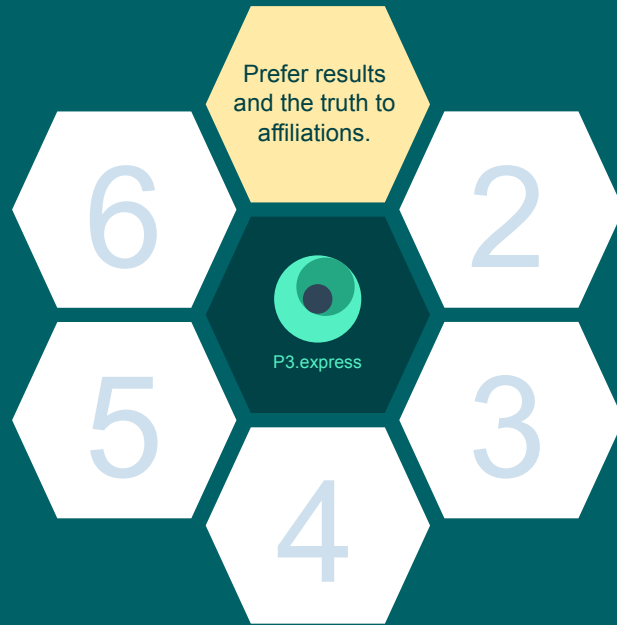 Prefer results
and the truth to
affiliations.
6
2
P3.express
5
3
4